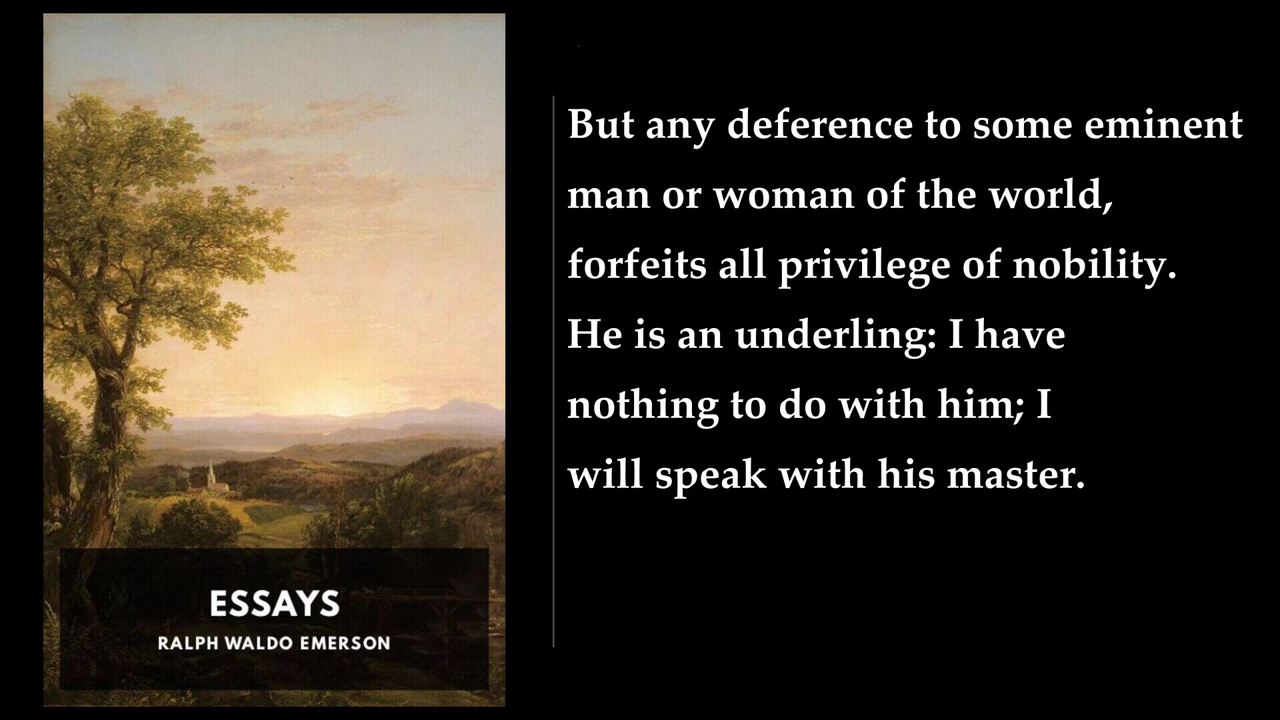 But any deference to some eminent
man or woman of the world,
forfeits all privilege of nobility.
He is an underling: I have
nothing to do with him; I
will speak with his master.
ESSAYS
RALPH WALDO EMERSON